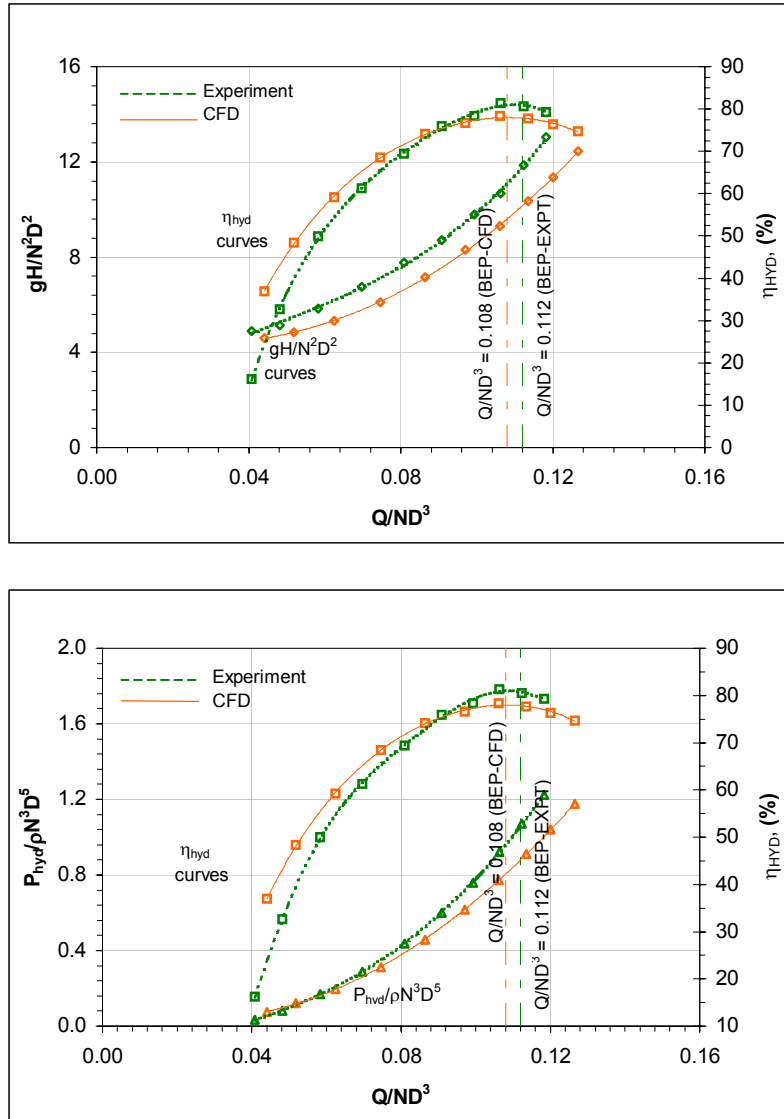 16
12
8
4
0
gH/N²D²
90
80
70
60
50
40
30
20
10
0
η_HYD, (%)
Experiment
CFD
η_hyd
curves
gH/N²D²
curves
Q/ND³ = 0.108 (BEP-CFD)
Q/ND³ = 0.112 (BEP-EXPT)
0.00
0.04
0.08
0.12
0.16
Q/ND³
2.0
1.6
1.2
0.8
0.4
0.0
P_hyd/ρN³D⁵
90
80
70
60
50
40
30
20
10
η_HYD, (%)
Experiment
CFD
η_hyd
curves
P_hyd/ρN³D⁵
Q/ND³ = 0.108 (BEP-CFD)
Q/ND³ = 0.112 (BEP-EXPT)
0.00
0.04
0.08
0.12
0.16
Q/ND³